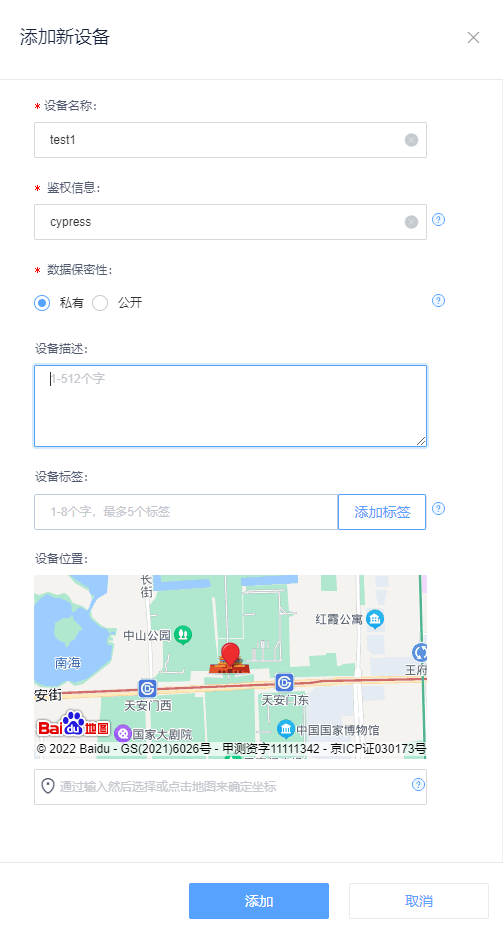 添加新设备
* 设备名称:
test1
* 鉴权信息:
cypress
?
* 数据保密性:
私有 公开
?
设备描述:
1-512个字
设备标签:
1-8个字，最多5个标签
添加标签
?
设备位置:
长
街
中山公园
红霞公寓
南海
王府
安街
天安门西
天安门东
Bai du 地图
国家大剧院
中国国家博物馆
© 2022 Baidu - GS(2021)6026号 - 甲测资字11111342 - 京ICP证030173号
通过输入然后选择或点击地图来确定坐标
?
添加
取消